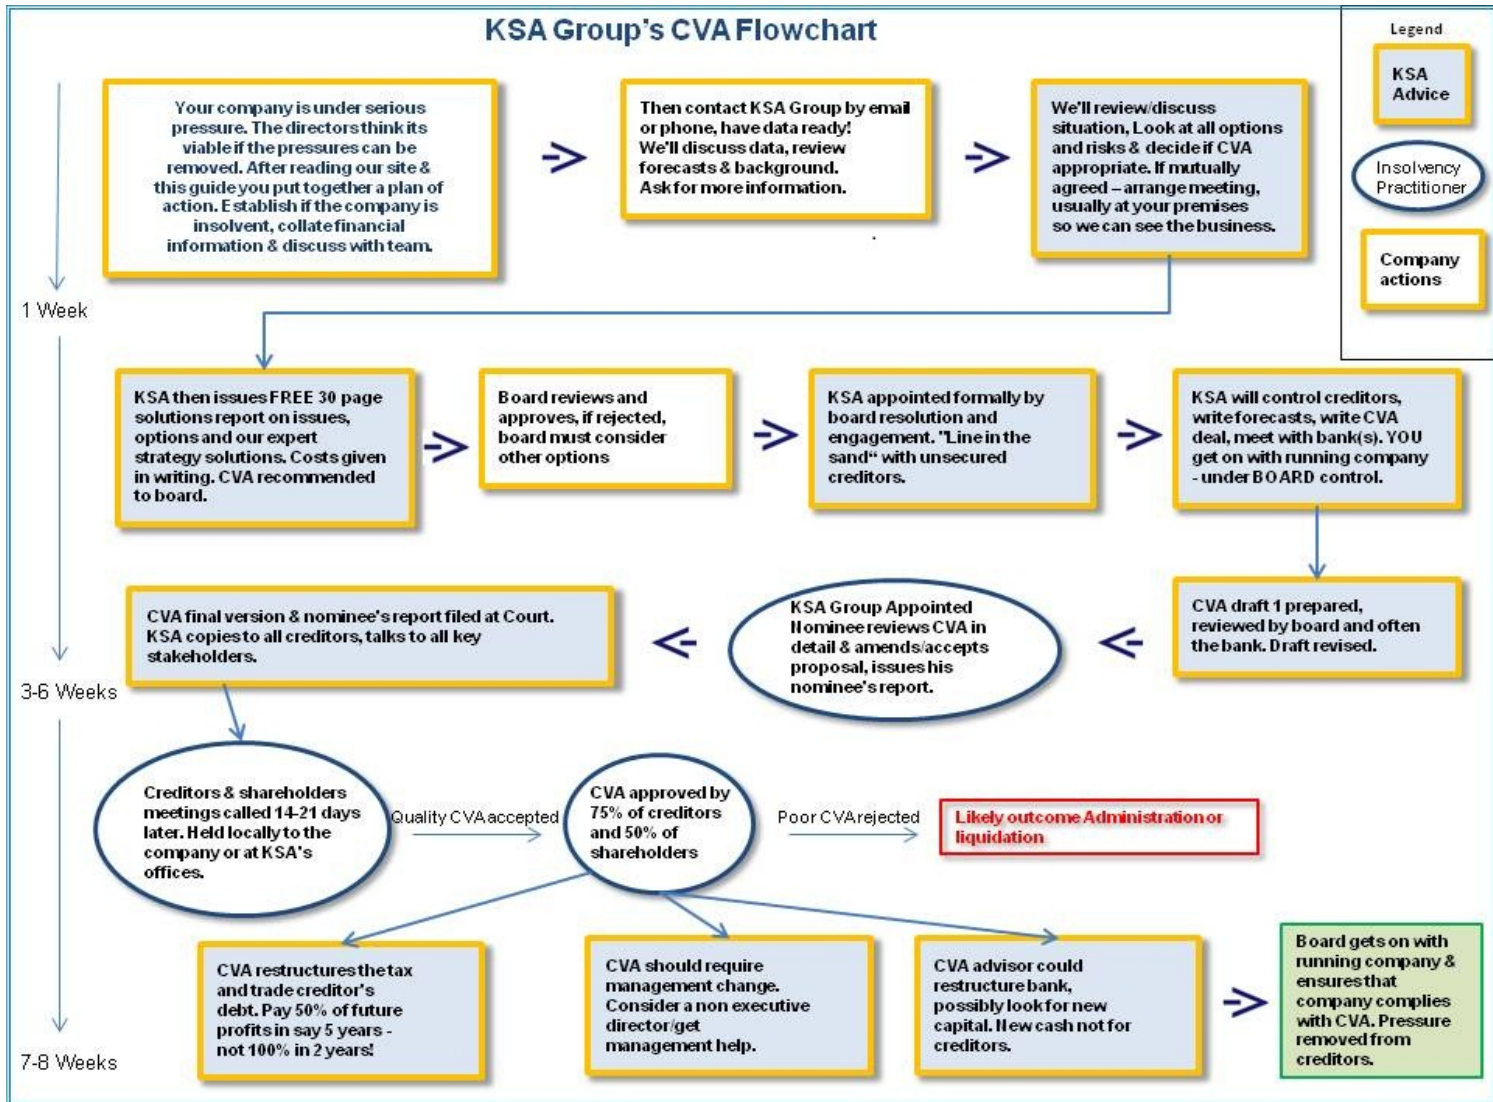 KSA Group's CVA Flowchart
Legend
KSA
Advice
Insolvency
Practitioner
Company
actions
Your company is under serious
pressure. The directors think its
viable if the pressures can be
removed. After reading our site &
this guide you put together a plan of
action. Establish if the company is
insolvent, collate financial
information & discuss with team.
Then contact KSA Group by email
or phone, have data ready!
We'll discuss data, review
forecasts & background.
Ask for more information.
We'll review/discuss
situation, Look at all options
and risks & decide if CVA
appropriate. If mutually
agreed – arrange meeting,
usually at your premises
so we can see the business.
1 Week
KSA then issues FREE 30 page
solutions report on issues,
options and our expert
strategy solutions. Costs given
in writing. CVA recommended
to board.
Board reviews and
approves, if rejected,
board must consider
other options
KSA appointed formally by
board resolution and
engagement. "Line in the
sand“ with unsecured
creditors.
KSA will control creditors,
write forecasts, write CVA
deal, meet with bank(s). YOU
get on with running company
- under BOARD control.
CVA final version & nominee's report filed at Court.
KSA copies to all creditors, talks to all key
stakeholders.
KSA Group Appointed
Nominee reviews CVA in
detail & amends/accepts
proposal, issues his
nominee's report.
CVA draft 1 prepared,
reviewed by board and often
the bank. Draft revised.
3-6 Weeks
Creditors & shareholders
meetings called 14-21 days
later. Held locally to the
company or at KSA's
offices.
Quality CVA accepted
CVA approved by
75% of creditors
and 50% of
shareholders
Poor CVA rejected
Likely outcome Administration or
liquidation
CVA restructures the tax
and trade creditor's
debt. Pay 50% of future
profits in say 5 years -
not 100% in 2 years!
CVA should require
management change.
Consider a non executive
director/get
management help.
CVA advisor could
restructure bank,
possibly look for new
capital. New cash not for
creditors.
Board gets on with
running company &
ensures that
company complies
with CVA. Pressure
removed from
creditors.
7-8 Weeks